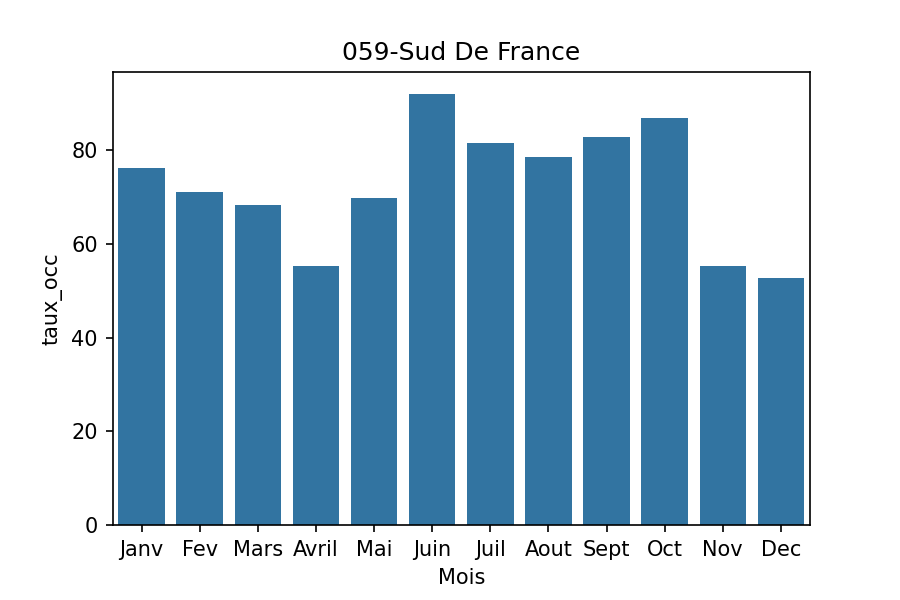 059-Sud De France
taux_occ
80
60
40
20
0
Janv Fev Mars Avril Mai Juin Juil Aout Sept Oct Nov Dec
Mois